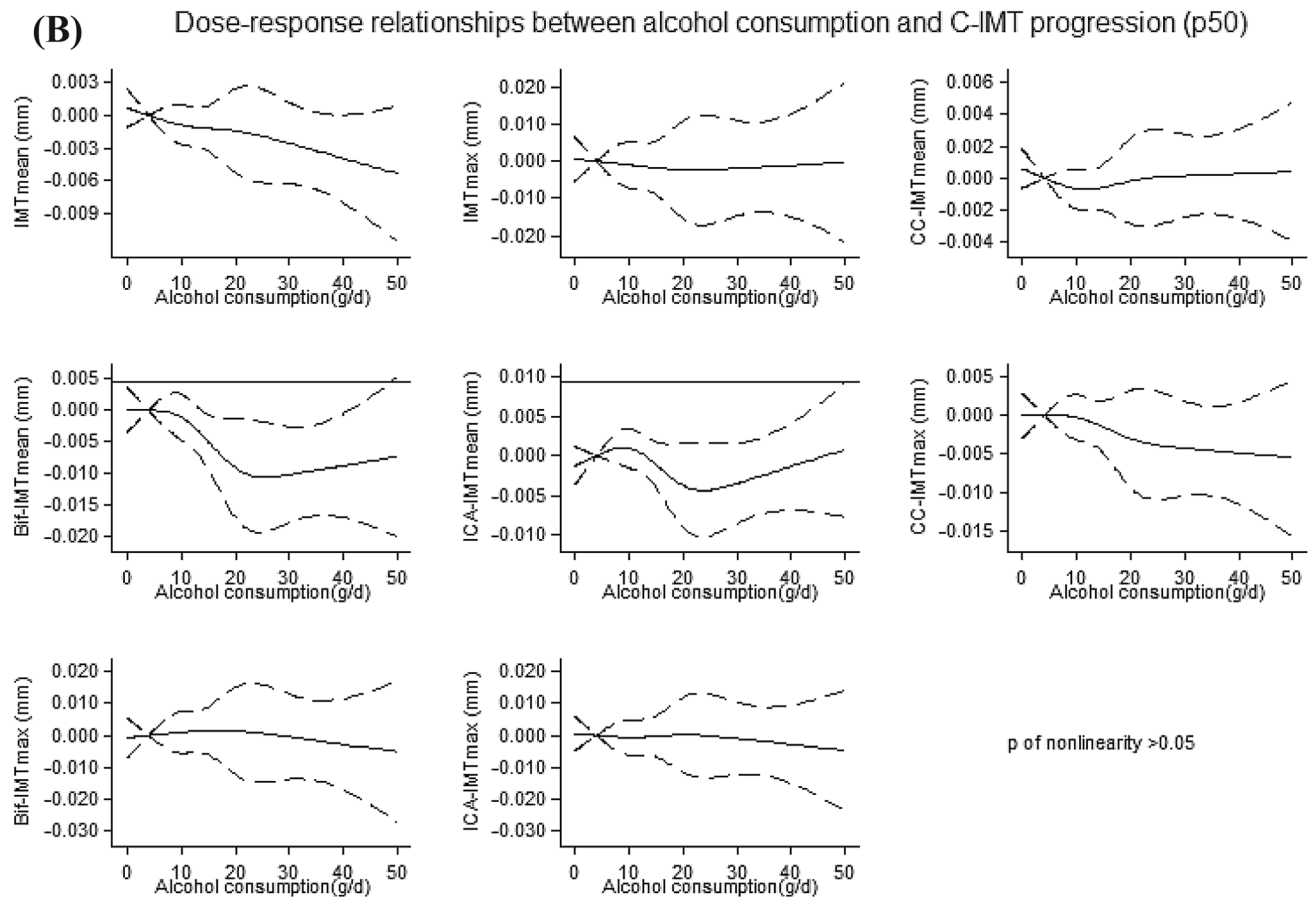 (B) Dose-response relationships between alcohol consumption and C-IMT progression (p50)
IMTmean (mm)
0.003
0.000
-0.003
-0.006
-0.009
0 10 20 30 40 50
Alcohol consumption(g/d)
IMTmax (mm)
0.020
0.010
0.000
-0.010
-0.020
0 10 20 30 40 50
Alcohol consumption(g/d)
CC-IMTmean (mm)
0.006
0.004
0.002
0.000
-0.002
-0.004
0 10 20 30 40 50
Alcohol consumption(g/d)
Bif-IMTmean (mm)
0.005
0.000
-0.005
-0.010
-0.015
-0.020
0 10 20 30 40 50
Alcohol consumption(g/d)
ICA-IMTmean (mm)
0.010
0.005
0.000
-0.005
-0.010
0 10 20 30 40 50
Alcohol consumption(g/d)
CC-IMTmax (mm)
0.005
0.000
-0.005
-0.010
-0.015
0 10 20 30 40 50
Alcohol consumption(g/d)
Bif-IMTmax (mm)
0.020
0.010
0.000
-0.010
-0.020
-0.030
0 10 20 30 40 50
Alcohol consumption(g/d)
ICA-IMTmax (mm)
0.020
0.010
0.000
-0.010
-0.020
-0.030
0 10 20 30 40 50
Alcohol consumption(g/d)
p of nonlinearity >0.05